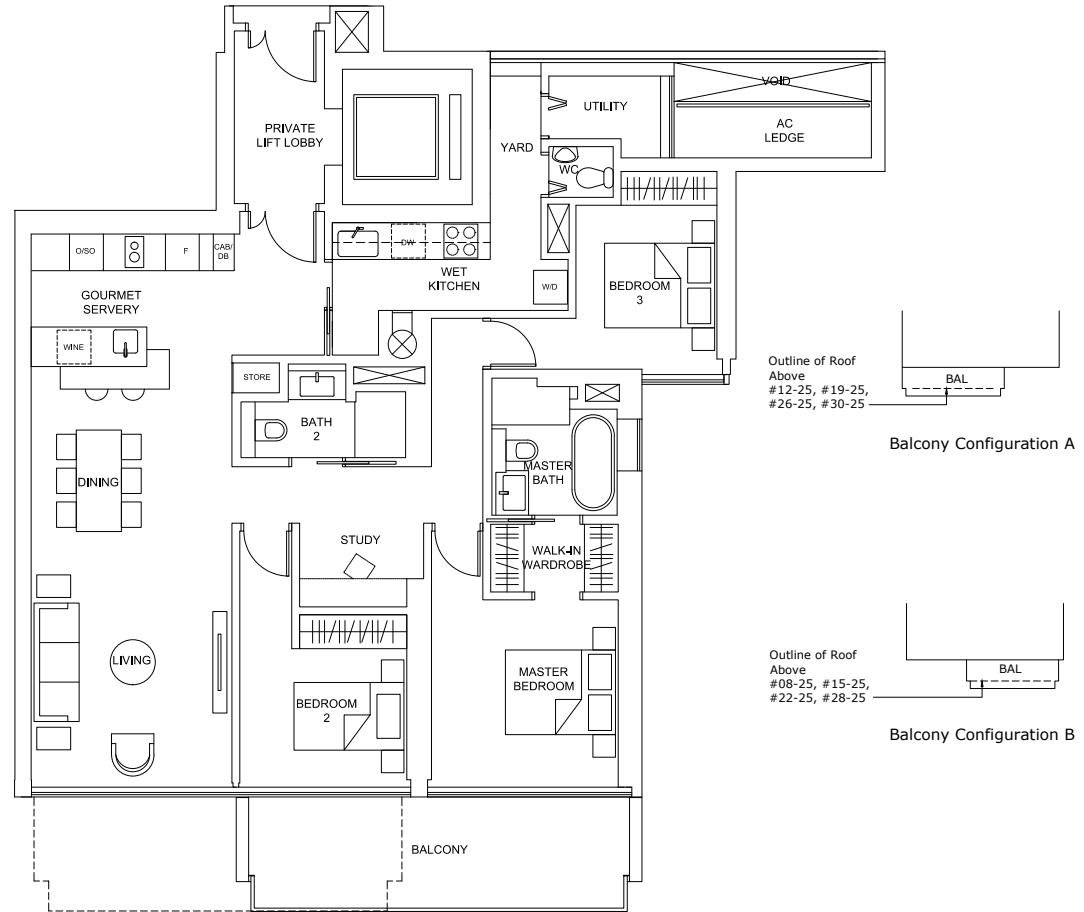 PRIVATE
LIFT LOBBY
UTILITY
VOID
AC
LEDGE
YARD
WC
O/SO
F
CAB/
DB
DW
WET
KITCHEN
W/D
GOURMET
SERVERY
WINE
BEDROOM
3
STORE
BATH
2
MASTER
BATH
DINING
STUDY
WALK-IN
WARDROBE
LIVING
BEDROOM
2
MASTER
BEDROOM
BALCONY
Outline of Roof
Above
#12-25, #19-25,
#26-25, #30-25
BAL
Balcony Configuration A
Outline of Roof
Above
#08-25, #15-25,
#22-25, #28-25
BAL
Balcony Configuration B